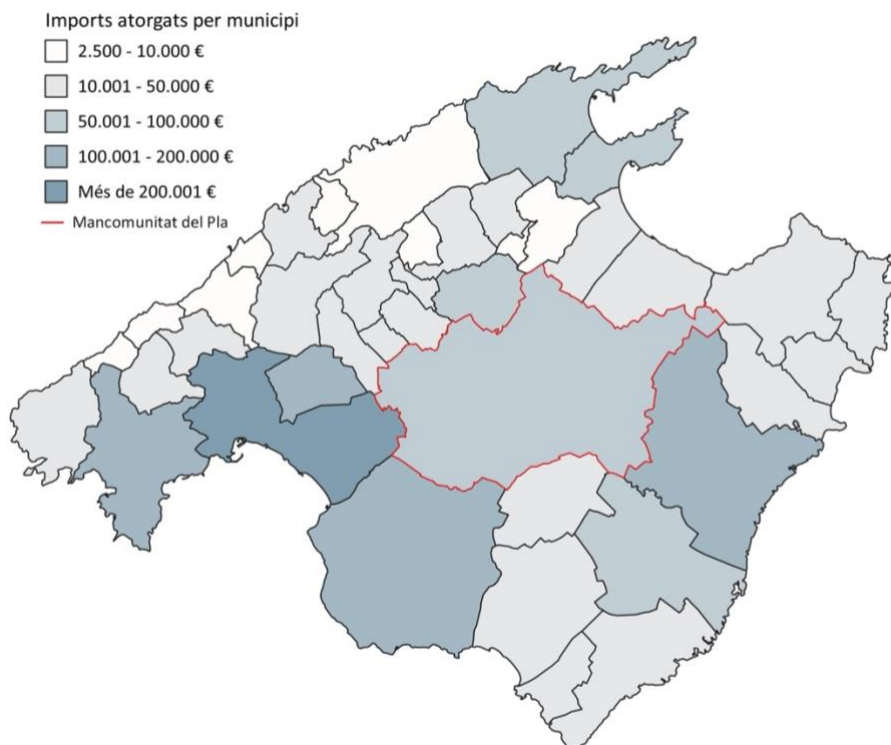 Imports atorgats per municipi
2.500 - 10.000 €
10.001 - 50.000 €
50.001 - 100.000 €
100.001 - 200.000 €
Més de 200.001 €
Mancomunitat del Pla